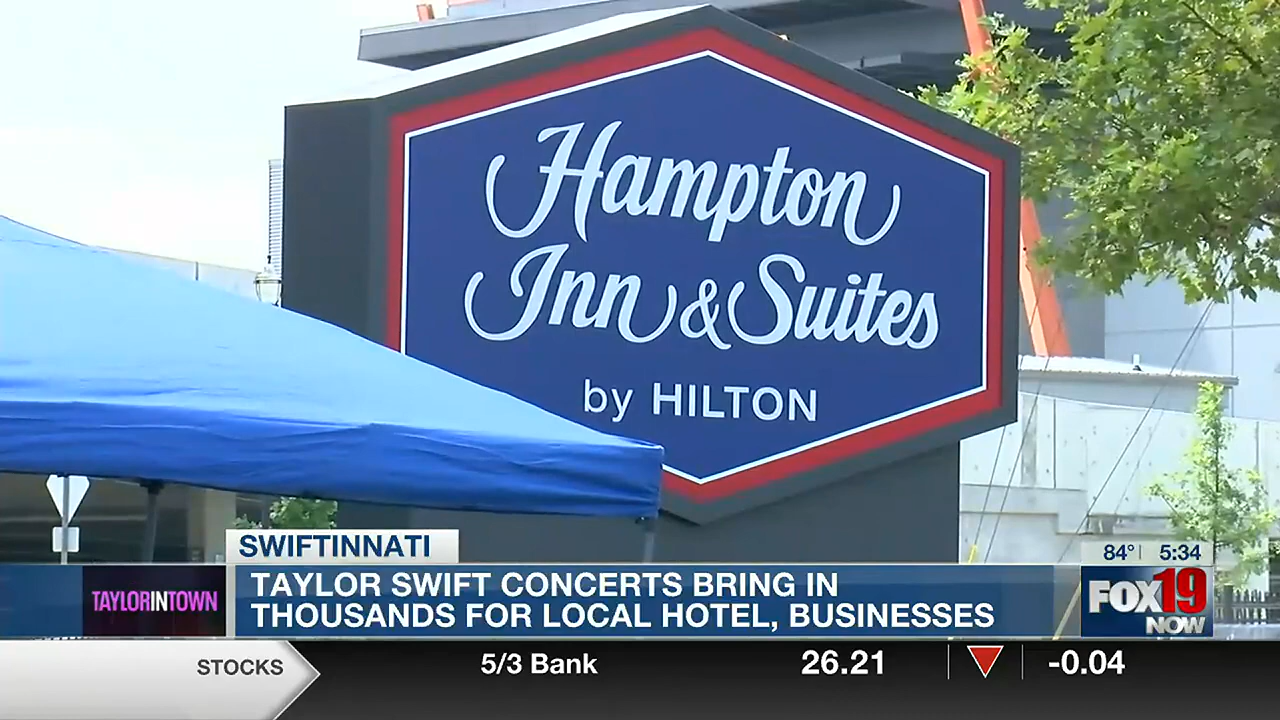 Hampton
Inn & Suites
by HILTON
SWIFTINNATI
84° 5:34
TAYLORINTOWN
TAYLOR SWIFT CONCERTS BRING IN
THOUSANDS FOR LOCAL HOTEL, BUSINESSES
FOX19
NOW
STOCKS 5/3 Bank 26.21 -0.04